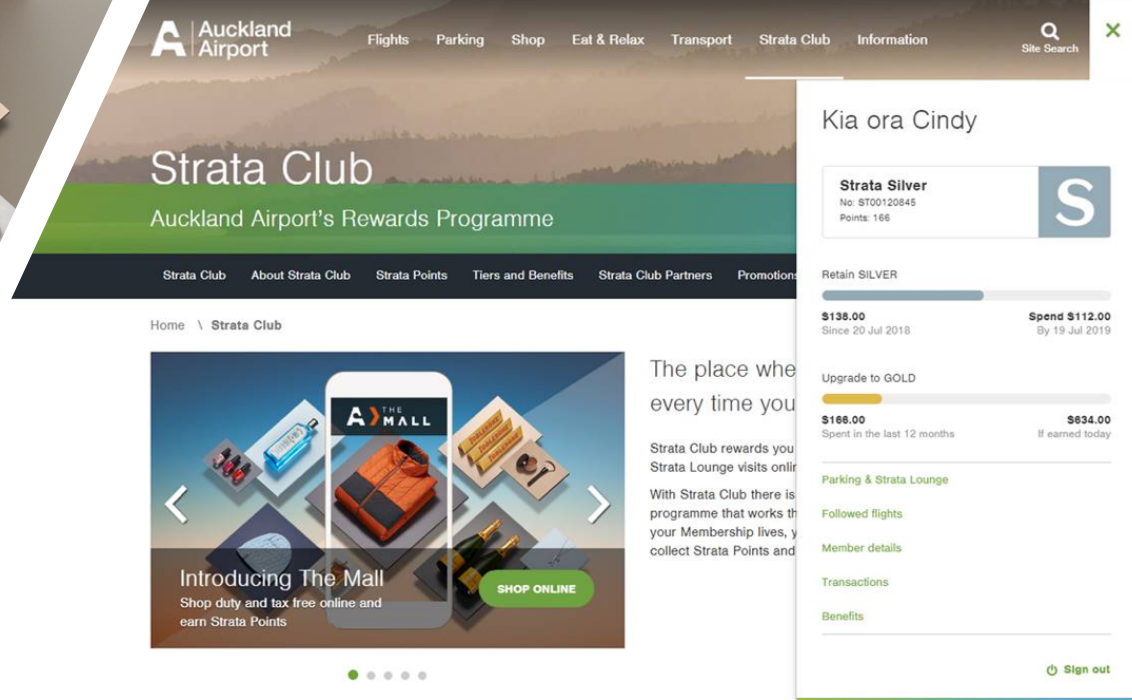 Auckland
Airport
Flights
Parking
Shop
Eat & Relax
Transport
Strata Club
Information
Site Search
Strata Club
Auckland Airport's Rewards Programme
Strata Club
About Strata Club
Strata Points
Tiers and Benefits
Strata Club Partners
Promotions
Home \ Strata Club
A THE
MALL
TOBLERONE
Introducing The Mall
Shop duty and tax free online and
earn Strata Points
SHOP ONLINE
The place whe
every time you
Strata Club rewards you
Strata Lounge visits onlin
With Strata Club there is
programme that works th
your Membership lives, y
collect Strata Points and
Kia ora Cindy
Strata Silver
No: ST00120845
Points: 166
S
Retain SILVER
$138.00
Since 20 Jul 2018
Spend $112.00
By 19 Jul 2019
Upgrade to GOLD
$166.00
Spent in the last 12 months
$634.00
If earned today
Parking & Strata Lounge
Followed flights
Member details
Transactions
Benefits
Sign out